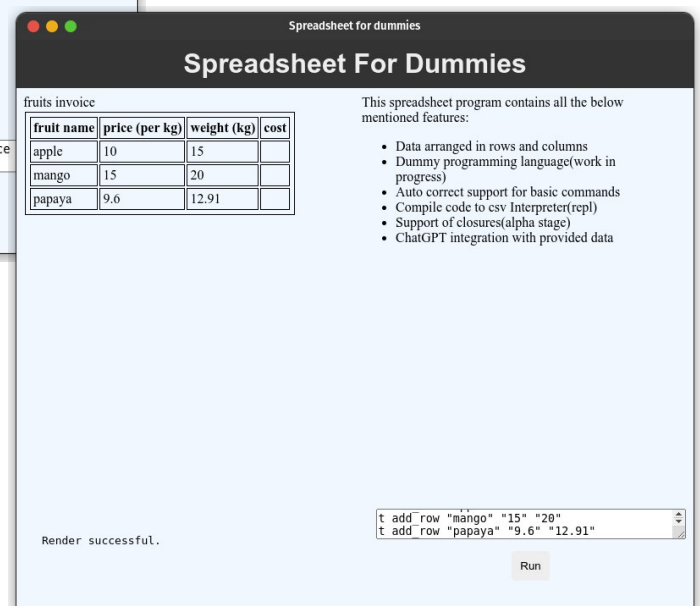 Spreadsheet for dummies
Spreadsheet For Dummies
fruits invoice
fruit name price (per kg) weight (kg) cost
apple 10 15
mango 15 20
papaya 9.6 12.91
This spreadsheet program contains all the below
mentioned features:
Data arranged in rows and columns
Dummy programming language(work in
progress)
Auto correct support for basic commands
Compile code to csv Interpreter(repl)
Support of closures(alpha stage)
ChatGPT integration with provided data
t add_row "mango" "15" "20"
t add_row "papaya" "9.6" "12.91"
Render successful.
Run